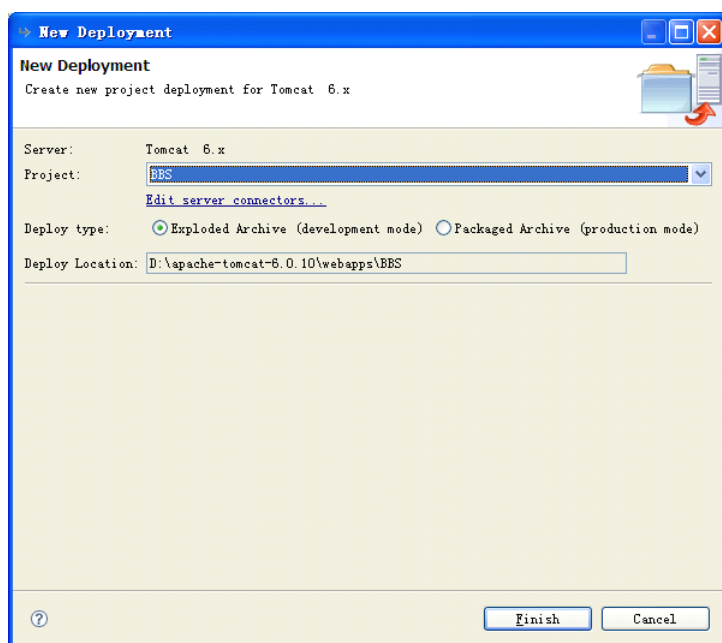 New Deployment
New Deployment
Create new project deployment for Tomcat 6.x
Server: Tomcat 6.x
Project: BBS
Edit server connectors...
Deploy type: Exploded Archive (development mode) Packaged Archive (production mode)
Deploy Location: D:\apache-tomcat-6.0.10\webapps\BBS
? Finish Cancel